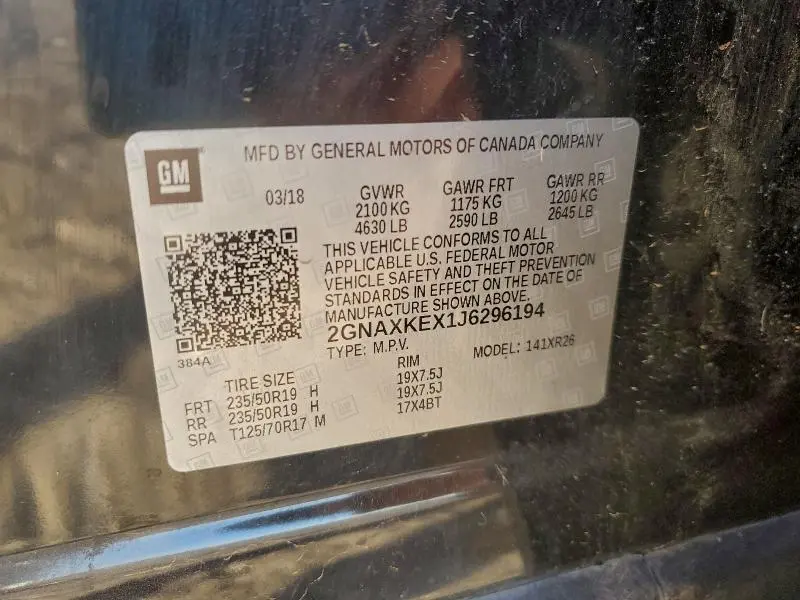 GM
MFD BY GENERAL MOTORS OF CANADA COMPANY
03/18
GVWR
2100 KG
4630 LB
GAWR FRT
1175 KG
2590 LB
GAWR RR
1200 KG
2645 LB
THIS VEHICLE CONFORMS TO ALL
APPLICABLE U.S. FEDERAL MOTOR
VEHICLE SAFETY AND THEFT PREVENTION
STANDARDS IN EFFECT ON THE DATE OF
MANUFACTURE SHOWN ABOVE.
2GNAXKEX1J6296194
TYPE: M.P.V. MODEL: 141XR26
384A
TIRE SIZE RIM
FRT 235/50R19 H 19X7.5J
RR 235/50R19 H 19X7.5J
SPA T125/70R17 M 17X4BT